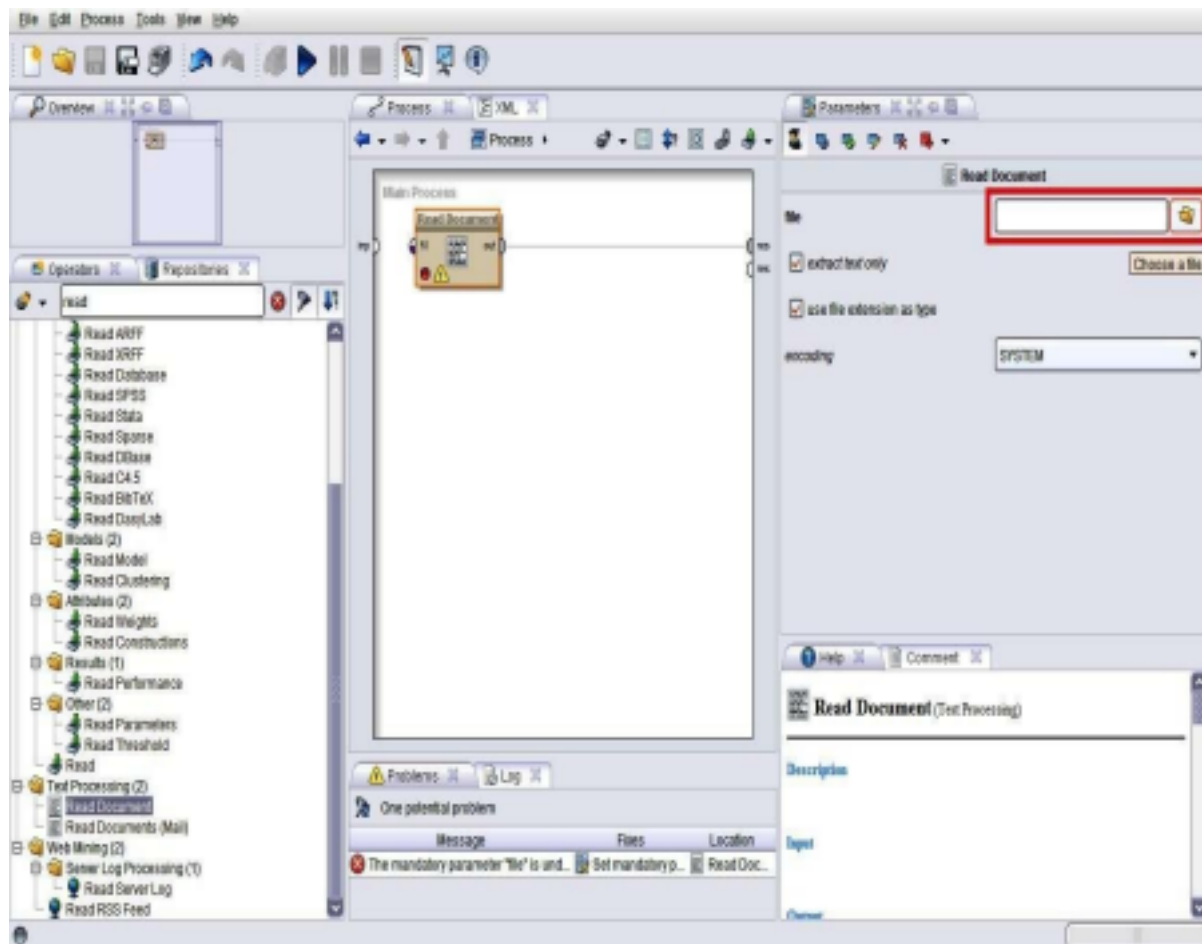 File Edit Process Tools View Help
Overview
Process XML
Parameters
Process
Read Document
Main Process
Read Document
inp
fil
out
res
res
file
extract text only
Choose a file
use file extension as type
encoding
SYSTEM
Operators Repositories
read
Read ARFF
Read XRFF
Read Database
Read SPSS
Read Stata
Read Sparse
Read DBase
Read C4.5
Read BibTeX
Read DasyLab
Models (2)
Read Model
Read Clustering
Attributes (2)
Read Weights
Read Constructions
Results (1)
Read Performance
Other (2)
Read Parameters
Read Threshold
Read
Text Processing (2)
Read Document
Read Documents (Mail)
Web Mining (2)
Server Log Processing (1)
Read Server Log
Read RSS Feed
Problems Log
One potential problem
Message Fixes Location
The mandatory parameter "file" is und... Set mandatory p... Read Doc...
Help Comment
Read Document (Text Processing)
Description
Input
Output